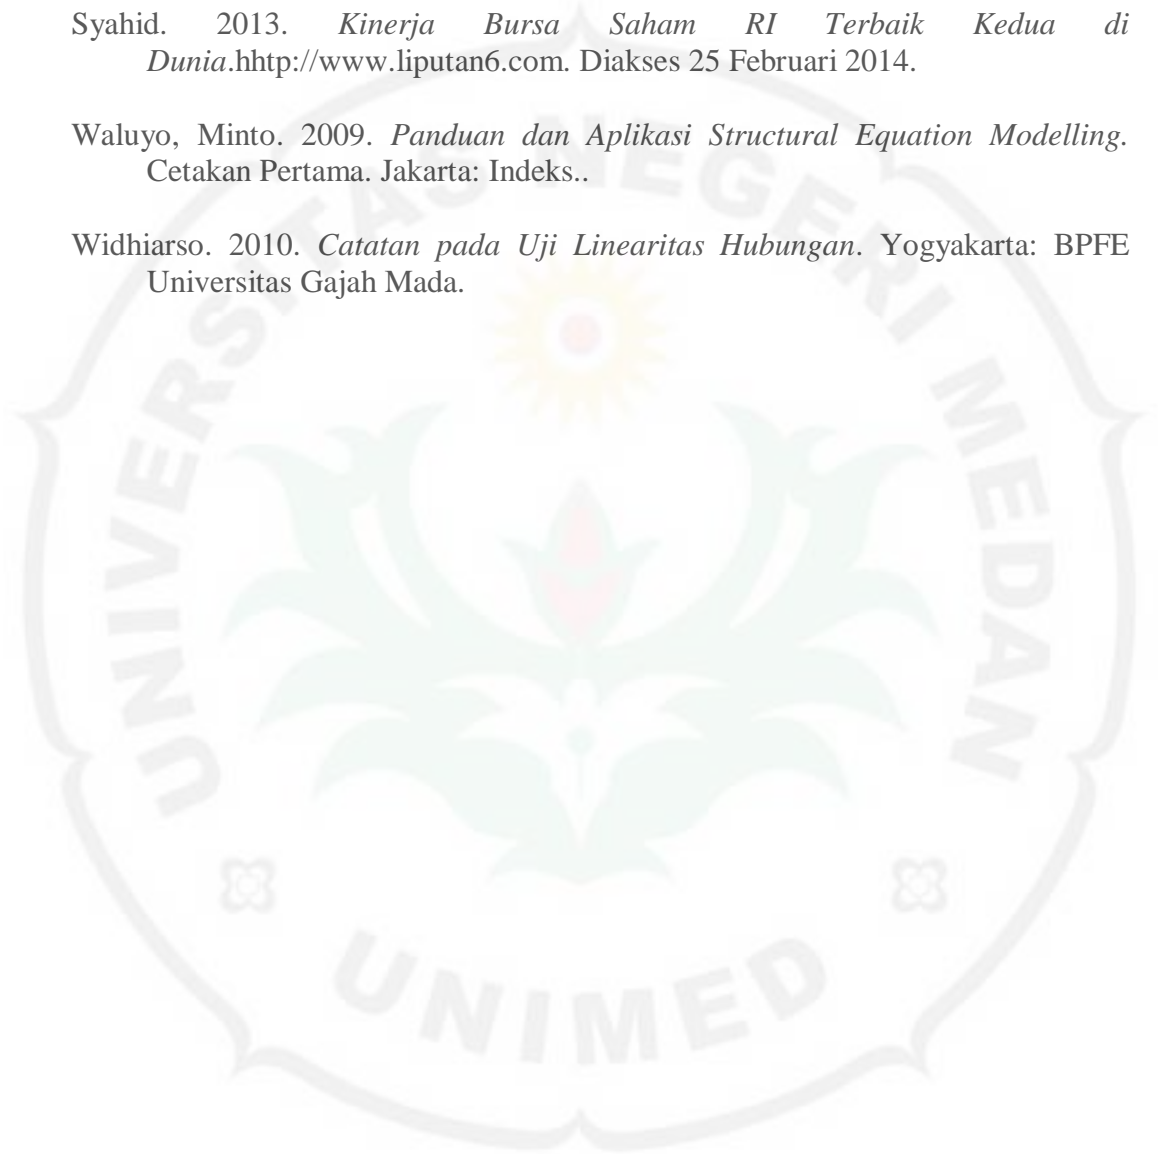 Syahid. 2013. Kinerja Bursa Saham RI Terbaik Kedua di
Dunia.hhtp://www.liputan6.com. Diakses 25 Februari 2014.
Waluyo, Minto. 2009. Panduan dan Aplikasi Structural Equation Modelling.
Cetakan Pertama. Jakarta: Indeks..
Widhiarso. 2010. Catatan pada Uji Linearitas Hubungan. Yogyakarta: BPFE
Universitas Gajah Mada.
UNIVERSITAS NEGERI MEDAN
UNIMED